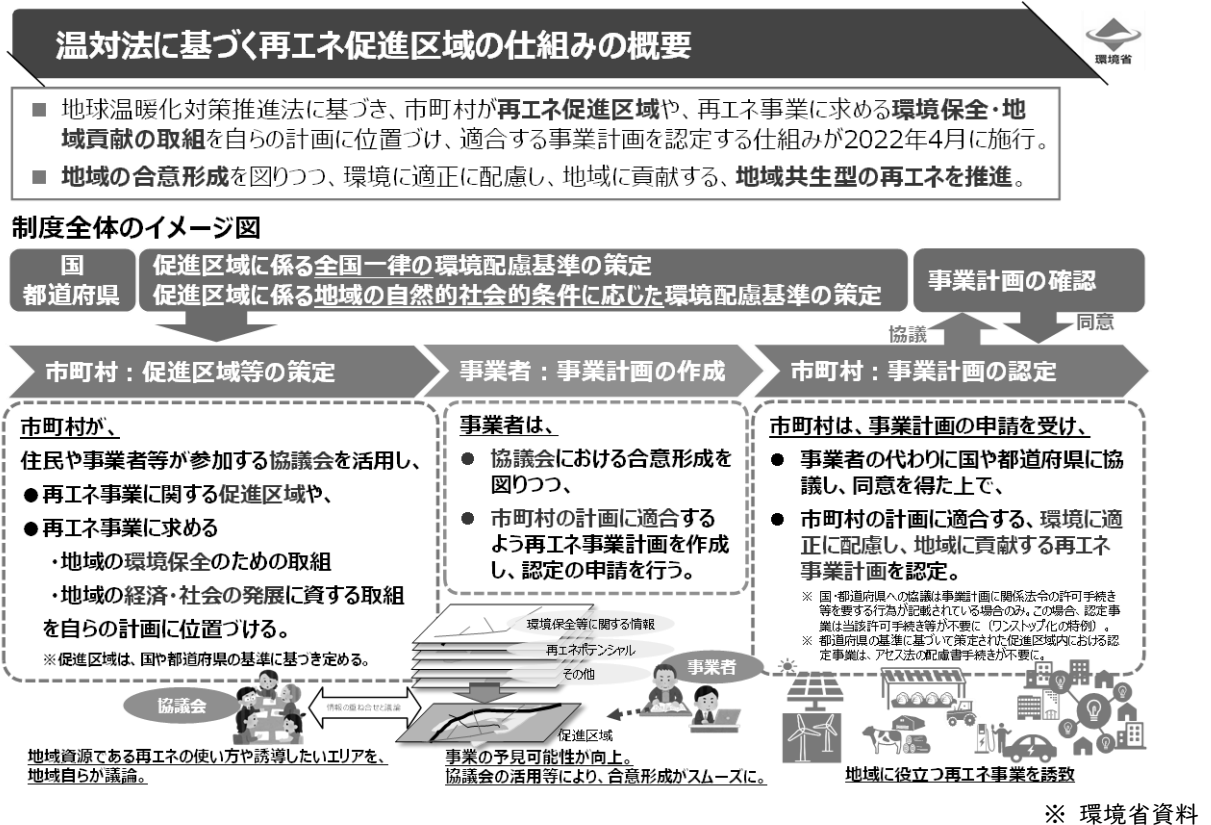 温対法に基づく再エネ促進区域の仕組みの概要
環境省
■ 地球温暖化対策推進法に基づき、市町村が再エネ促進区域や、再エネ事業に求める環境保全・地
域貢献の取組を自らの計画に位置づけ、適合する事業計画を認定する仕組みが2022年4月に施行。
■ 地域の合意形成を図りつつ、環境に適正に配慮し、地域に貢献する、地域共生型の再エネを推進。
制度全体のイメージ図
国
都道府県
促進区域に係る全国一律の環境配慮基準の策定
促進区域に係る地域の自然的社会的条件に応じた環境配慮基準の策定
事業計画の確認
協議
同意
市町村：促進区域等の策定
事業者：事業計画の作成
市町村：事業計画の認定
市町村が、
住民や事業者等が参加する協議会を活用し、
●再エネ事業に関する促進区域や、
●再エネ事業に求める
・地域の環境保全のための取組
・地域の経済・社会の発展に資する取組
を自らの計画に位置づける。
※促進区域は、国や都道府県の基準に基づき定める。
事業者は、
● 協議会における合意形成を
図りつつ、
● 市町村の計画に適合する
よう再エネ事業計画を作成
し、認定の申請を行う。
市町村は、事業計画の申請を受け、
● 事業者の代わりに国や都道府県に協
議し、同意を得た上で、
● 市町村の計画に適合する、環境に適
正に配慮し、地域に貢献する再エネ
事業計画を認定。
※ 国・都道府県への協議は事業計画に関係法令の許可手続き
等を要する行為が記載されている場合のみ。この場合、認定事
業は当該許可手続き等が不要に（ワンストップ化の特例）。
※ 都道府県の基準に基づいて策定された促進区域内における認
定事業は、アセス法の配慮書手続きが不要に。
環境保全等に関する情報
再エネポテンシャル
その他
事業者
協議会
情報の重ね合せと議論
促進区域
地域資源である再エネの使い方や誘導したいエリアを、
地域自らが議論。
事業の予見可能性が向上。
協議会の活用等により、合意形成がスムーズに。
地域に役立つ再エネ事業を誘致
※ 環境省資料